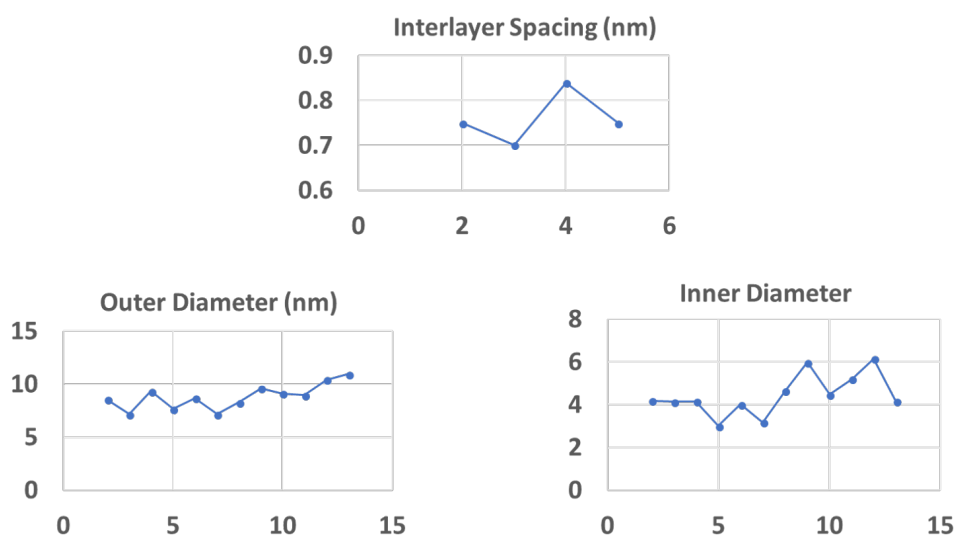 Interlayer Spacing (nm)
0.9
0.8
0.7
0.6
0 2 4 6
Outer Diameter (nm)
15
10
5
0
0 5 10 15
Inner Diameter
8
6
4
2
0
0 5 10 15